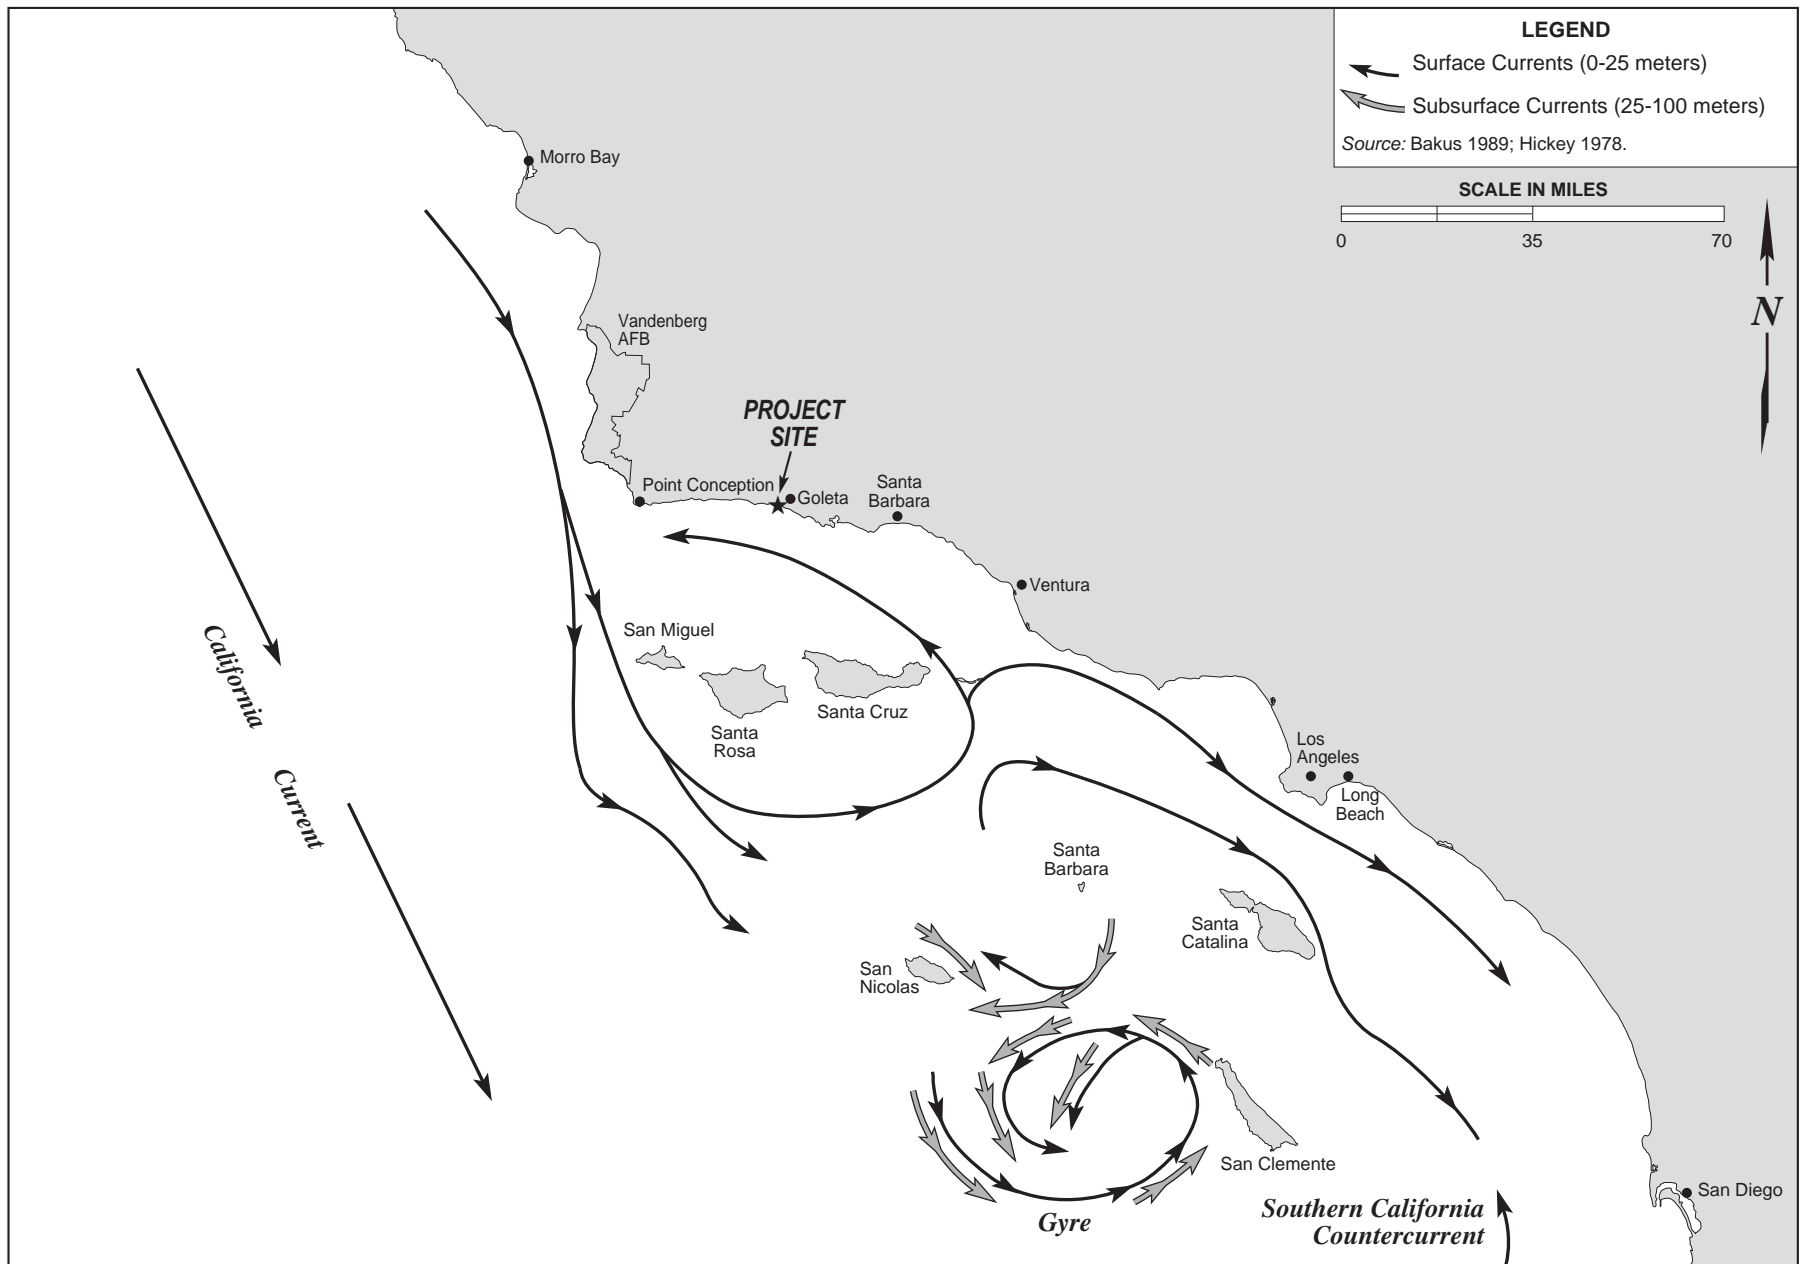 LEGEND
Surface Currents (0-25 meters)
Subsurface Currents (25-100 meters)
Source: Bakus 1989; Hickey 1978.
SCALE IN MILES
0 35 70
N
Morro Bay
Vandenberg
AFB
PROJECT
SITE
Point Conception
Goleta
Santa
Barbara
Ventura
San Miguel
Santa
Rosa
Santa Cruz
California
Current
Los
Angeles
Long
Beach
Santa
Barbara
Santa
Catalina
San
Nicolas
San Clemente
Gyre
Southern California
Countercurrent
San Diego